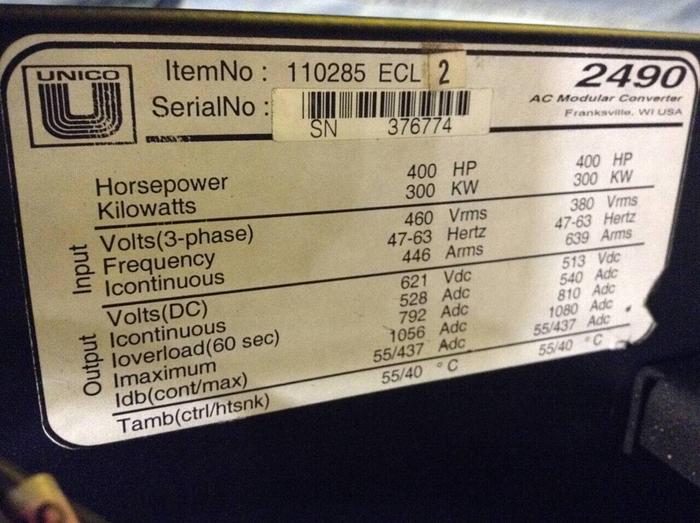 UNICO
ItemNo : 110285 ECL 2
SerialNo :
SN 376774
2490
AC Modular Converter
Franksville, WI USA
Horsepower 400 HP 400 HP
Kilowatts 300 KW 300 KW
Input
Volts(3-phase) 460 Vrms 380 Vrms
Frequency 47-63 Hertz 47-63 Hertz
Icontinuous 446 Arms 639 Arms
Output
Volts(DC) 621 Vdc 513 Vdc
Icontinuous 528 Adc 540 Adc
Ioverload(60 sec) 792 Adc 810 Adc
Imaximum 1056 Adc 1080 Adc
Idb(cont/max) 55/437 Adc 55/437 Adc
Tamb(ctrl/htsnk) 55/40 °C 55/40 °C